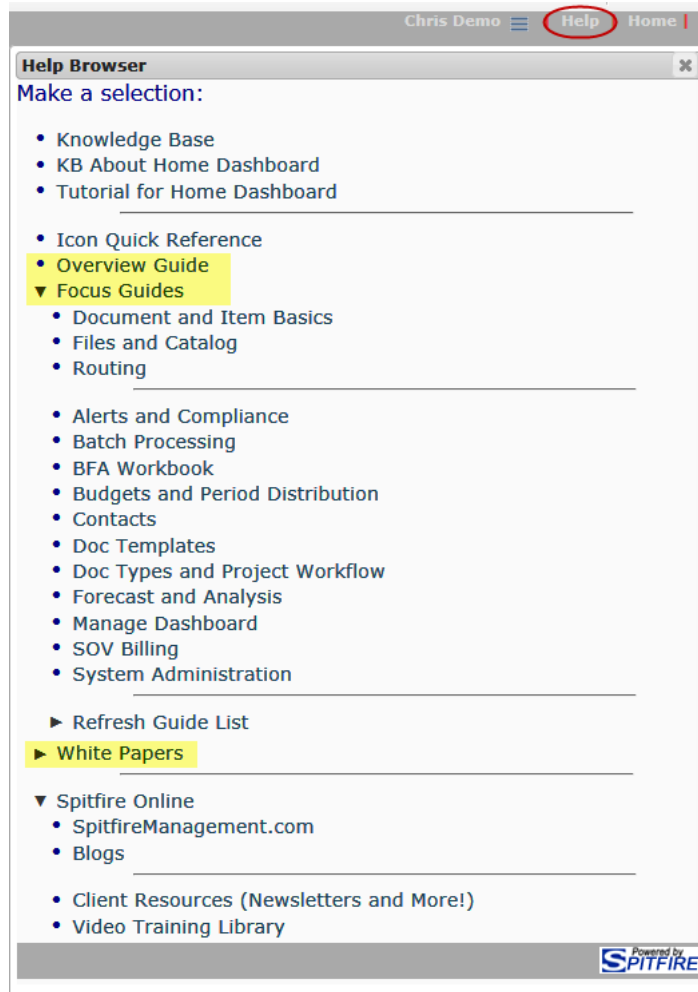 Chris Demo Help Home |
Help Browser
Make a selection:
• Knowledge Base
• KB About Home Dashboard
• Tutorial for Home Dashboard
• Icon Quick Reference
• Overview Guide
▼ Focus Guides
• Document and Item Basics
• Files and Catalog
• Routing
• Alerts and Compliance
• Batch Processing
• BFA Workbook
• Budgets and Period Distribution
• Contacts
• Doc Templates
• Doc Types and Project Workflow
• Forecast and Analysis
• Manage Dashboard
• SOV Billing
• System Administration
► Refresh Guide List
► White Papers
▼ Spitfire Online
• SpitfireManagement.com
• Blogs
• Client Resources (Newsletters and More!)
• Video Training Library
Powered by
SPITFIRE